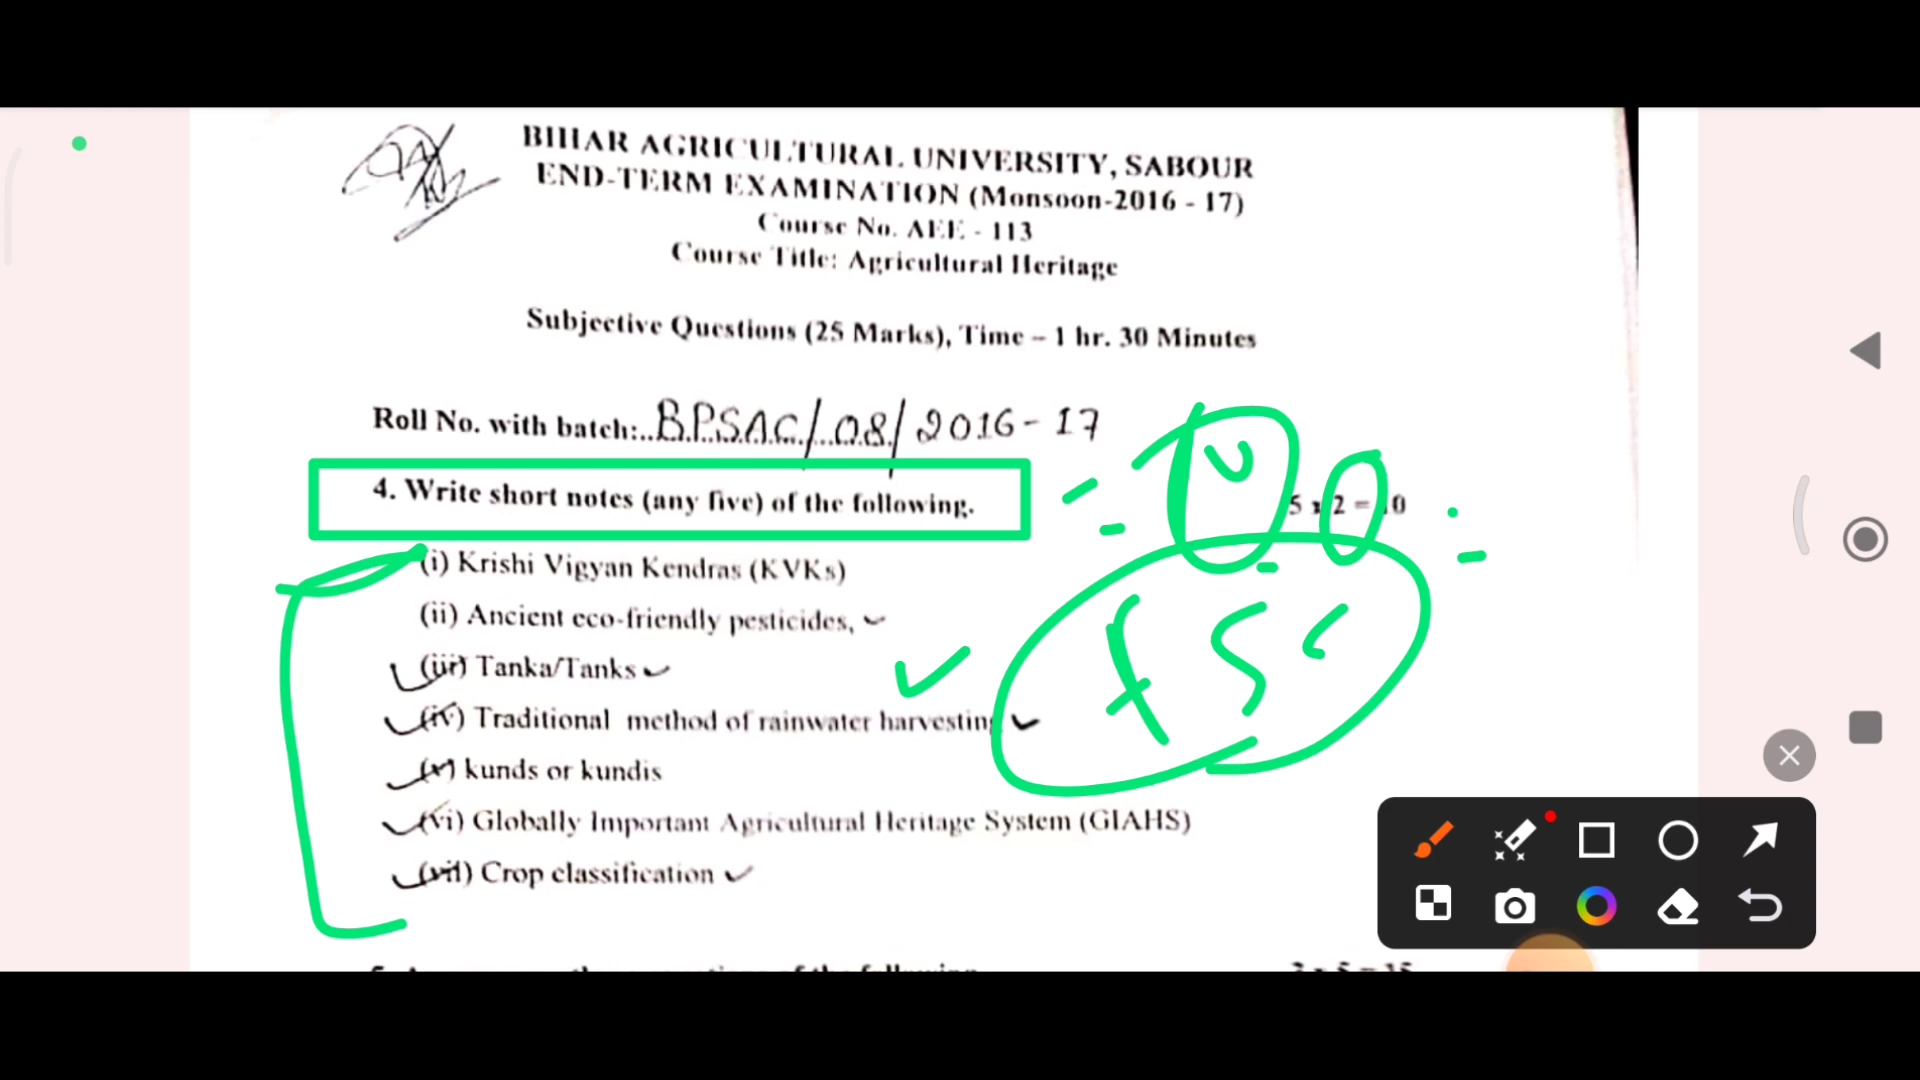 BIHAR AGRICULTURAL UNIVERSITY, SABOUR
END-TERM EXAMINATION (Monsoon-2016 - 17)
Course No. AEE - 113
Course Title: Agricultural Heritage
Subjective Questions (25 Marks), Time – 1 hr. 30 Minutes
Roll No. with batch:..BPSAC/08/2016-17
4. Write short notes (any five) of the following. 5 x 2 = 10
(i) Krishi Vigyan Kendras (KVKs)
(ii) Ancient eco-friendly pesticides,
(iii) Tanka/Tanks
(iv) Traditional method of rainwater harvesting
(v) kunds or kundis
(vi) Globally Important Agricultural Heritage System (GIAHS)
(vii) Crop classification